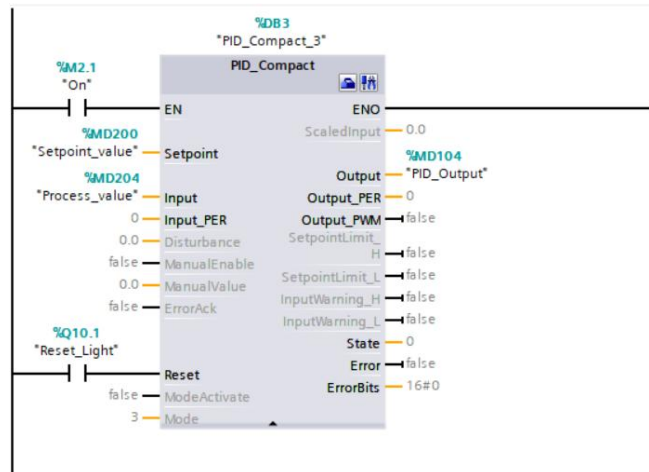 %DB3
"PID_Compact_3"
%M2.1
"On"
PID_Compact
EN
ENO
ScaledInput
0.0
%MD200
"Setpoint_value"
Setpoint
%MD104
"PID_Output"
Output
%MD204
"Process_value"
Input
Output_PER
0
0
Input_PER
Output_PWM
false
0.0
Disturbance
SetpointLimit_
H
false
false
ManualEnable
SetpointLimit_L
false
0.0
ManualValue
InputWarning_H
false
false
ErrorAck
InputWarning_L
false
%Q10.1
"Reset_Light"
State
0
Reset
Error
false
false
ModeActivate
ErrorBits
16#0
3
Mode